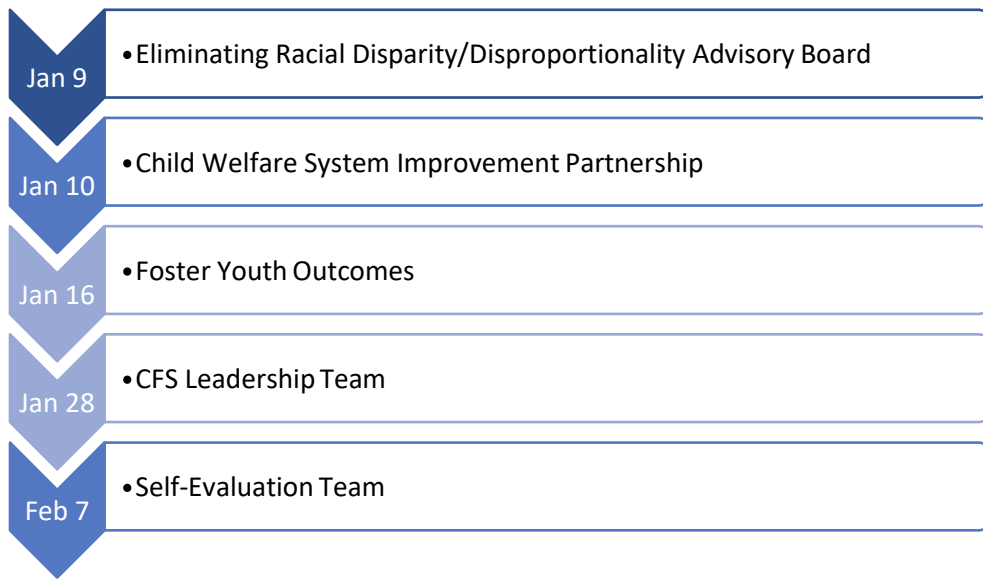 Jan 9
•Eliminating Racial Disparity/Disproportionality Advisory Board
Jan 10
•Child Welfare System Improvement Partnership
Jan 16
•Foster Youth Outcomes
Jan 28
•CFS Leadership Team
Feb 7
•Self-Evaluation Team